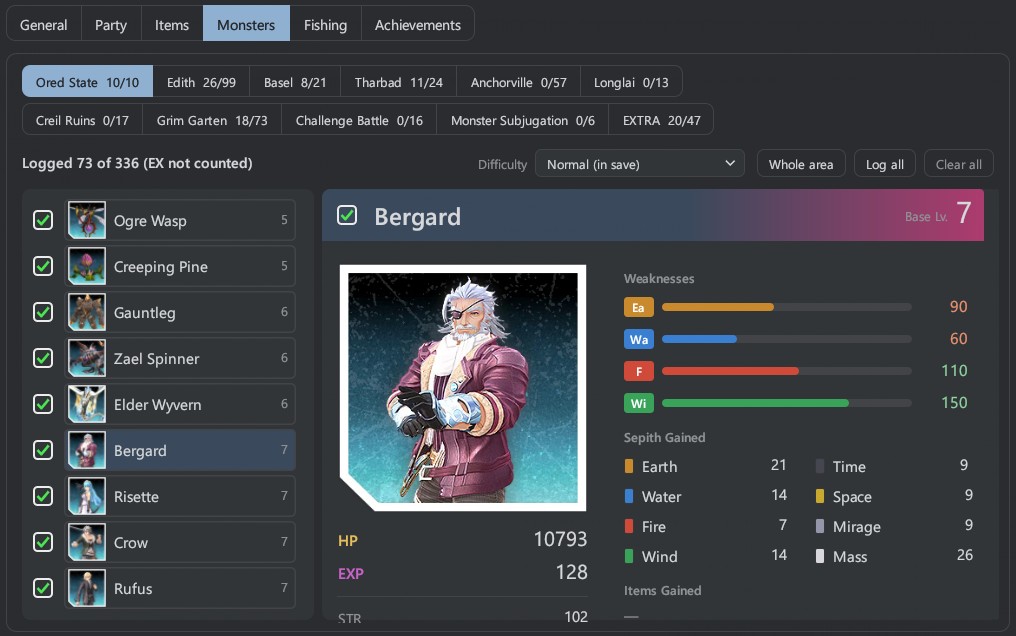 General Party Items Monsters Fishing Achievements
Ored State 10/10 Edith 26/99 Basel 8/21 Tharbad 11/24 Anchorville 0/57 Longlai 0/13
Creil Ruins 0/17 Grim Garten 18/73 Challenge Battle 0/16 Monster Subjugation 0/6 EXTRA 20/47
Logged 73 of 336 (EX not counted) Difficulty Normal (in save) Whole area Log all Clear all
Ogre Wasp 5
Creeping Pine 5
Gauntleg 6
Zael Spinner 6
Elder Wyvern 6
Bergard 7
Risette 7
Crow 7
Rufus 7
Bergard Base Lv. 7
HP 10793
EXP 128
STR 102
Weaknesses
Ea 90
Wa 60
F 110
Wi 150
Sepith Gained
Earth 21 Time 9
Water 14 Space 9
Fire 7 Mirage 9
Wind 14 Mass 26
Items Gained
—